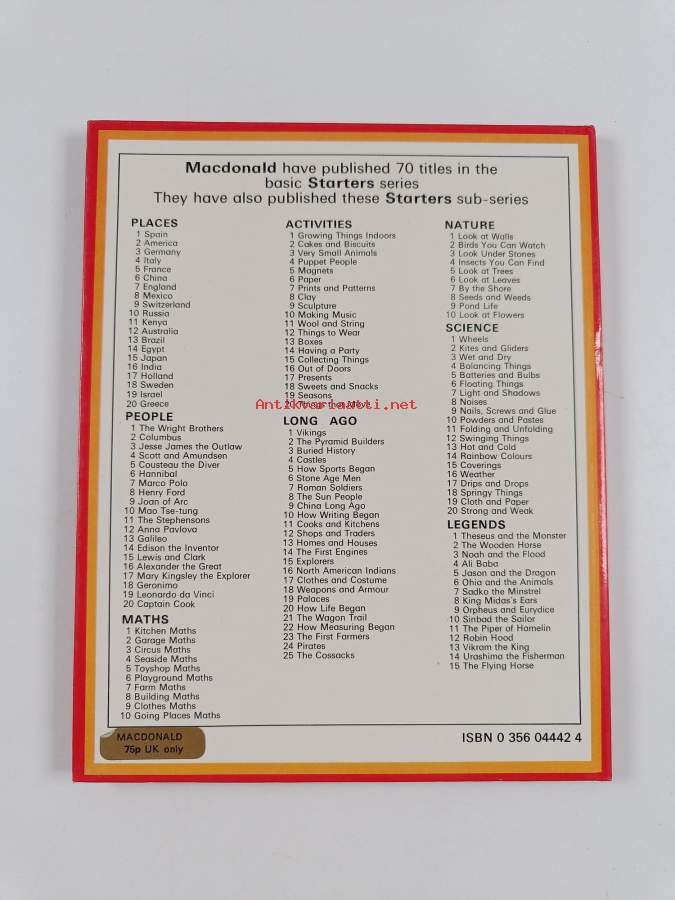 Macdonald have published 70 titles in the
basic Starters series
They have also published these Starters sub-series
PLACES
1 Spain
2 America
3 Germany
4 Italy
5 France
6 China
7 England
8 Mexico
9 Switzerland
10 Russia
11 Kenya
12 Australia
13 Brazil
14 Egypt
15 Japan
16 India
17 Holland
18 Sweden
19 Israel
20 Greece
PEOPLE
1 The Wright Brothers
2 Columbus
3 Jesse James the Outlaw
4 Scott and Amundsen
5 Cousteau the Diver
6 Hannibal
7 Marco Polo
8 Henry Ford
9 Joan of Arc
10 Mao Tse-tung
11 The Stephensons
12 Anna Pavlova
13 Galileo
14 Edison the Inventor
15 Lewis and Clark
16 Alexander the Great
17 Mary Kingsley the Explorer
18 Geronimo
19 Leonardo da Vinci
20 Captain Cook
MATHS
1 Kitchen Maths
2 Garage Maths
3 Circus Maths
4 Seaside Maths
5 Toyshop Maths
6 Playground Maths
7 Farm Maths
8 Building Maths
9 Clothes Maths
10 Going Places Maths
ACTIVITIES
1 Growing Things Indoors
2 Cakes and Biscuits
3 Very Small Animals
4 Puppet People
5 Magnets
6 Paper
7 Prints and Patterns
8 Clay
9 Sculpture
10 Making Music
11 Wool and String
12 Things to Wear
13 Boxes
14 Having a Party
15 Collecting Things
16 Out of Doors
17 Presents
18 Sweets and Snacks
19 Seasons
20 Things that Move
Antikvariaatti.net
LONG AGO
1 Vikings
2 The Pyramid Builders
3 Buried History
4 Castles
5 How Sports Began
6 Stone Age Men
7 Roman Soldiers
8 The Sun People
9 China Long Ago
10 How Writing Began
11 Cooks and Kitchens
12 Shops and Traders
13 Homes and Houses
14 The First Engines
15 Explorers
16 North American Indians
17 Clothes and Costume
18 Weapons and Armour
19 Palaces
20 How Life Began
21 The Wagon Trail
22 How Measuring Began
23 The First Farmers
24 Pirates
25 The Cossacks
NATURE
1 Look at Walls
2 Birds You Can Watch
3 Look Under Stones
4 Insects You Can Find
5 Look at Trees
6 Look at Leaves
7 By the Shore
8 Seeds and Weeds
9 Pond Life
10 Look at Flowers
SCIENCE
1 Wheels
2 Kites and Gliders
3 Wet and Dry
4 Balancing Things
5 Batteries and Bulbs
6 Floating Things
7 Light and Shadows
8 Noises
9 Nails, Screws and Glue
10 Powders and Pastes
11 Folding and Unfolding
12 Swinging Things
13 Hot and Cold
14 Rainbow Colours
15 Coverings
16 Weather
17 Drips and Drops
18 Springy Things
19 Cloth and Paper
20 Strong and Weak
LEGENDS
1 Theseus and the Monster
2 The Wooden Horse
3 Noah and the Flood
4 Ali Baba
5 Jason and the Dragon
6 Ohia and the Animals
7 Sadko the Minstrel
8 King Midas's Ears
9 Orpheus and Eurydice
10 Sinbad the Sailor
11 The Piper of Hamelin
12 Robin Hood
13 Vikram the King
14 Urashima the Fisherman
15 The Flying Horse
MACDONALD
75p UK only
ISBN 0 356 04442 4